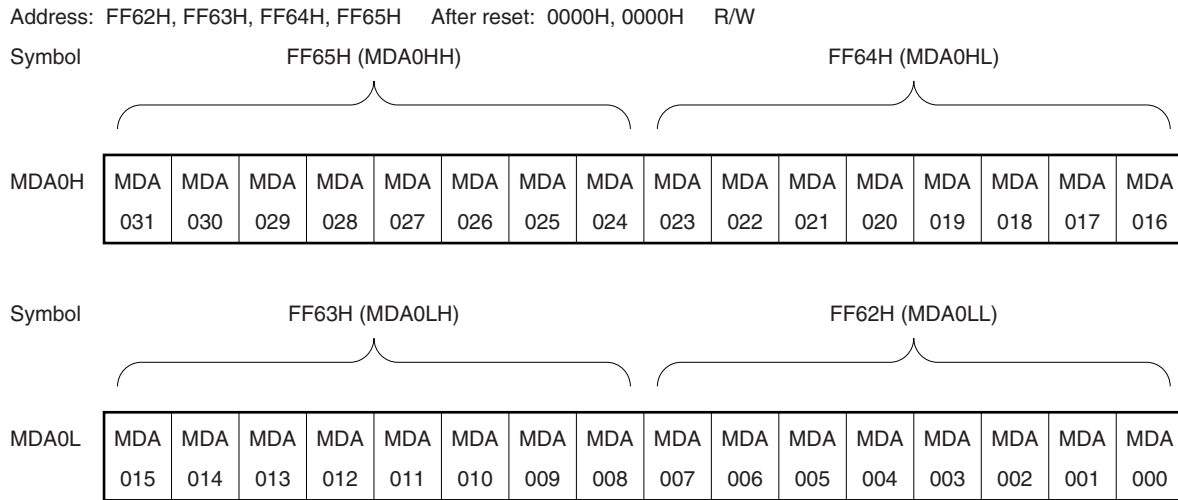 Address: FF62H, FF63H, FF64H, FF65H After reset: 0000H, 0000H R/W
Symbol FF65H (MDA0HH) FF64H (MDA0HL)
MDA0H MDA MDA MDA MDA MDA MDA MDA MDA MDA MDA MDA MDA MDA MDA MDA MDA
031 030 029 028 027 026 025 024 023 022 021 020 019 018 017 016
Symbol FF63H (MDA0LH) FF62H (MDA0LL)
MDA0L MDA MDA MDA MDA MDA MDA MDA MDA MDA MDA MDA MDA MDA MDA MDA MDA
015 014 013 012 011 010 009 008 007 006 005 004 003 002 001 000